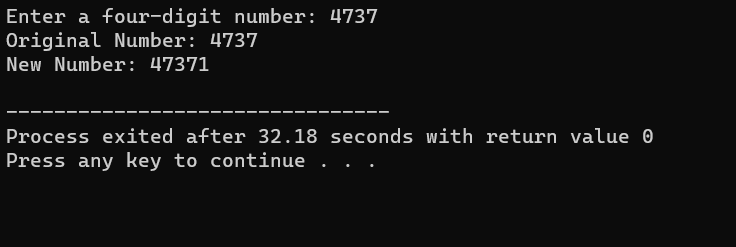 Enter a four-digit number: 4737
Original Number: 4737
New Number: 47371
--------------------------------
Process exited after 32.18 seconds with return value 0
Press any key to continue . . .